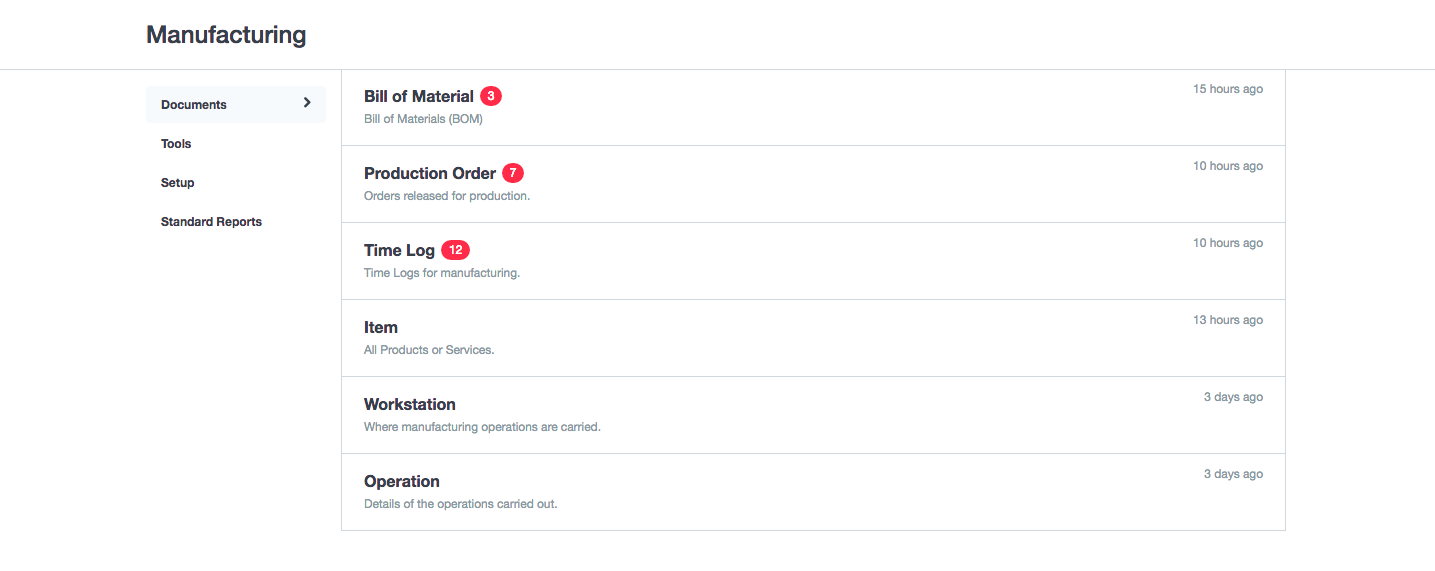 Manufacturing
Documents
Tools
Setup
Standard Reports
Bill of Material 3
15 hours ago
Bill of Materials (BOM)
Production Order 7
10 hours ago
Orders released for production.
Time Log 12
10 hours ago
Time Logs for manufacturing.
Item
13 hours ago
All Products or Services.
Workstation
3 days ago
Where manufacturing operations are carried.
Operation
3 days ago
Details of the operations carried out.